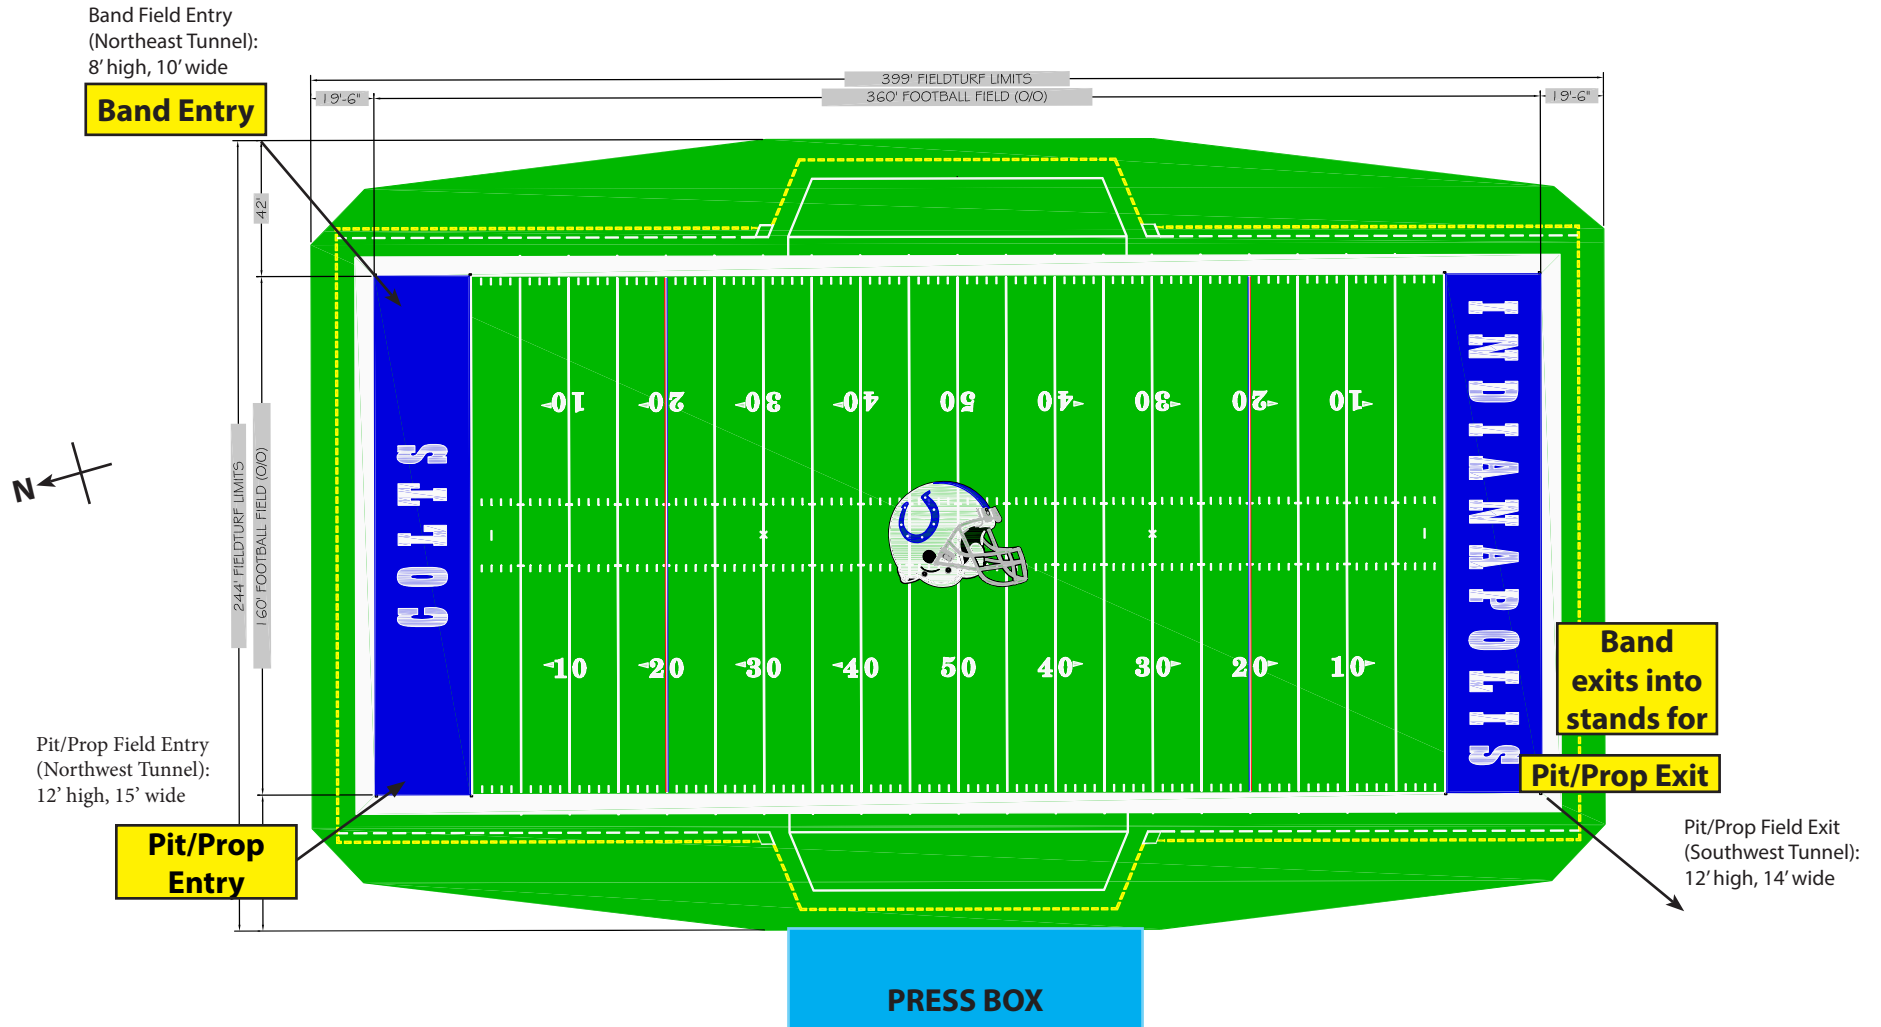 Band Field Entry
(Northeast Tunnel):
8’ high, 10’ wide
Band Entry
399' FIELDTURF LIMITS
19'-6"
360' FOOTBALL FIELD (O/O)
19'-6"
42'
244' FIELDTURF LIMITS
160' FOOTBALL FIELD (O/O)
N
COLTS
10 20 30 40 50 40 30 20 10
10 20 30 40 50 40 30 20 10
INDIANAPOLIS
Band
exits into
stands for
Pit/Prop Exit
Pit/Prop Field Entry
(Northwest Tunnel):
12’ high, 15’ wide
Pit/Prop
Entry
Pit/Prop Field Exit
(Southwest Tunnel):
12’ high, 14’ wide
PRESS BOX